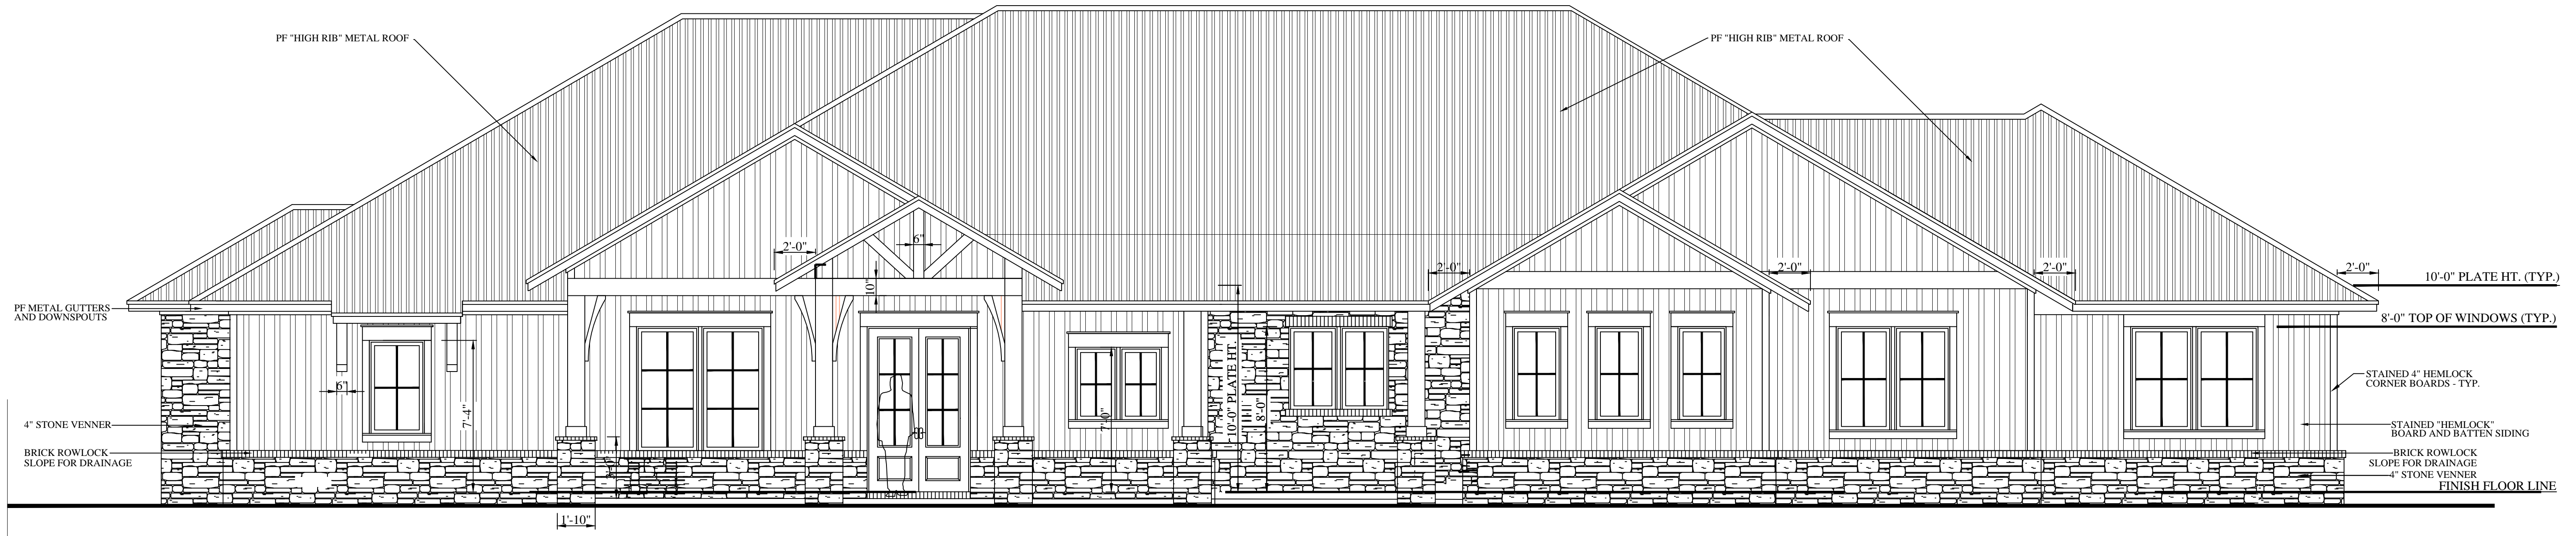 PF "HIGH RIB" METAL ROOF
PF "HIGH RIB" METAL ROOF
2'-0"
6"
10"
2'-0"
2'-0"
2'-0"
2'-0"
10'-0" PLATE HT. (TYP.)
PF METAL GUTTERS
AND DOWNSPOUTS
8'-0" TOP OF WINDOWS (TYP.)
6"
7'-4"
7'-0"
10'-0" PLATE HT.
8'-0"
STAINED 4" HEMLOCK
CORNER BOARDS - TYP.
4" STONE VENNER
STAINED "HEMLOCK"
BOARD AND BATTEN SIDING
BRICK ROWLOCK
SLOPE FOR DRAINAGE
BRICK ROWLOCK
SLOPE FOR DRAINAGE
4" STONE VENNER
FINISH FLOOR LINE
1'-10"